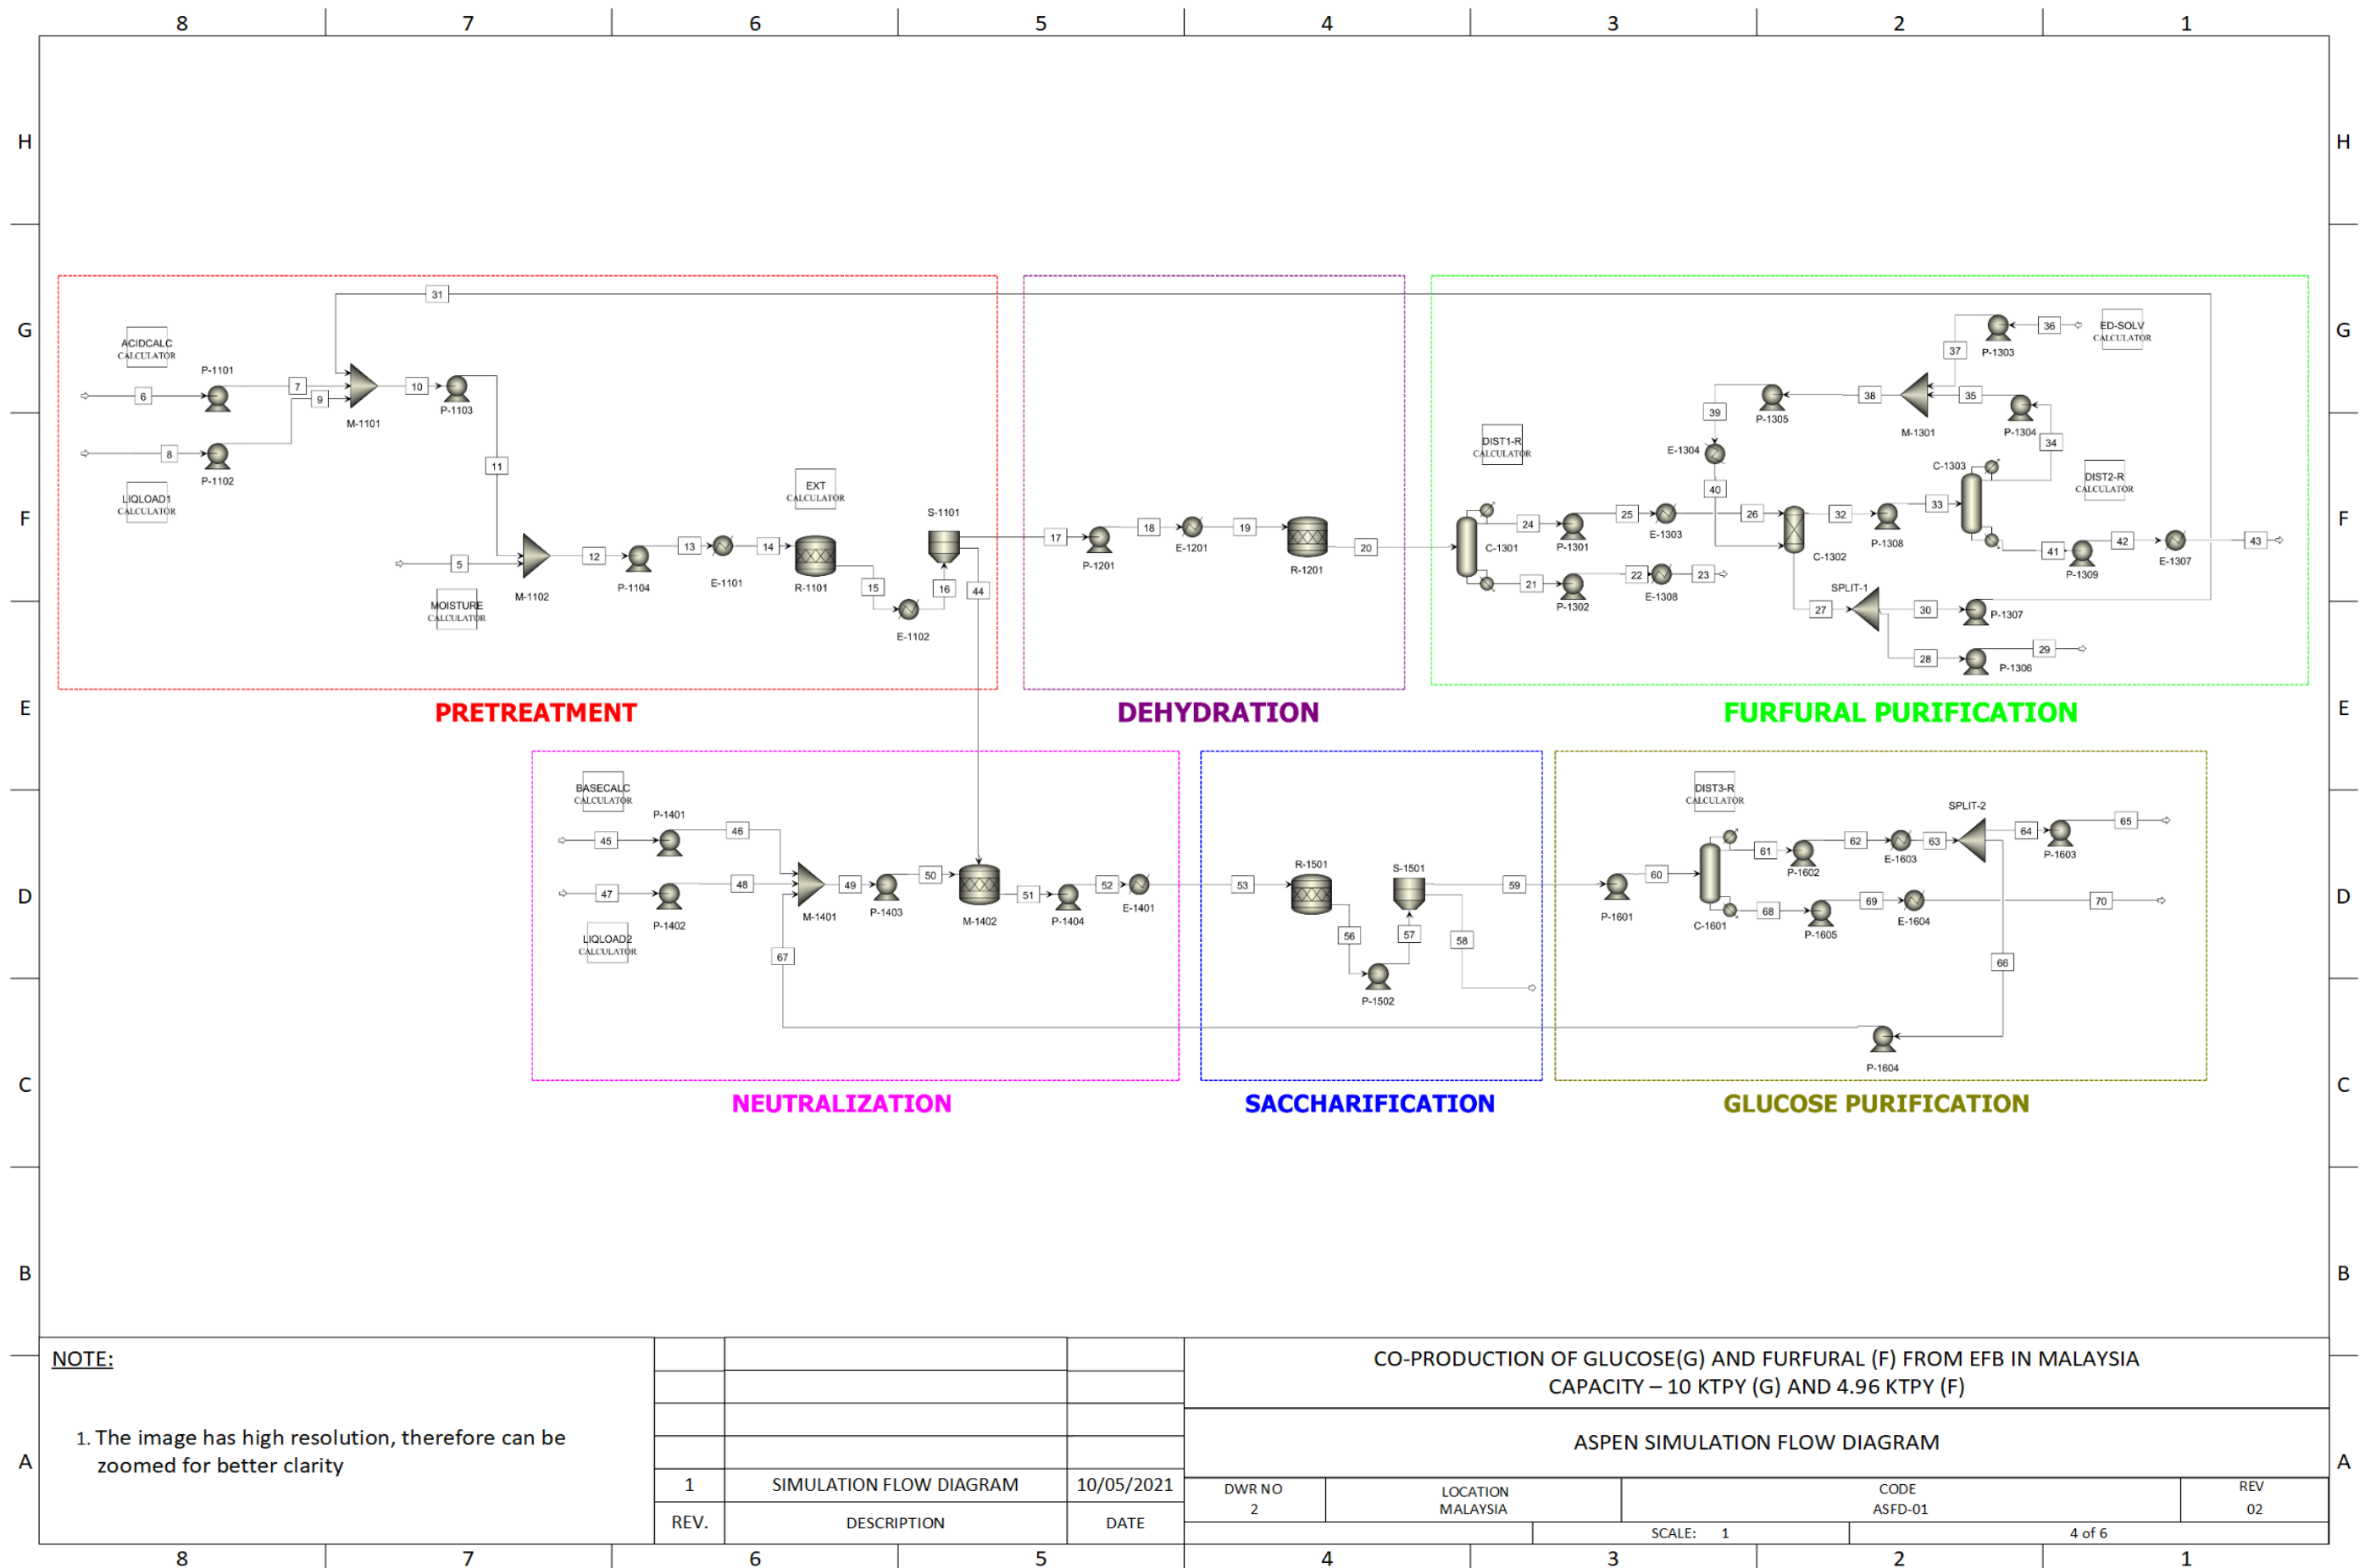 8 7 6 5 4 3 2 1
H H
G G
F F
E E
D D
C C
B B
A A
31
ACIDCALC
CALCULATOR
P-1101
6
7
9
10
P-1103
M-1101
8
P-1102
LIQLOAD1
CALCULATOR
11
5
MOISTURE
CALCULATOR
M-1102
12
P-1104
13
E-1101
14
EXT
CALCULATOR
R-1101
15
E-1102
16
S-1101
44
PRETREATMENT
17
P-1201
18
E-1201
19
R-1201
20
DEHYDRATION
DIST1-R
CALCULATOR
C-1301
24
P-1301
25
E-1303
26
21
P-1302
22
E-1308
23
36
ED-SOLV
CALCULATOR
P-1303
37
38
35
P-1305
M-1301
P-1304
39
34
E-1304
40
C-1303
DIST2-R
CALCULATOR
C-1302
32
P-1308
33
41
P-1309
42
E-1307
43
SPLIT-1
27
30
P-1307
28
P-1306
29
FURFURAL PURIFICATION
BASECALC
CALCULATOR
P-1401
45
46
47
P-1402
48
LIQLOAD2
CALCULATOR
M-1401
49
P-1403
50
M-1402
51
P-1404
52
E-1401
67
NEUTRALIZATION
53
R-1501
56
P-1502
57
S-1501
58
59
SACCHARIFICATION
P-1601
60
DIST3-R
CALCULATOR
C-1601
61
P-1602
62
E-1603
63
SPLIT-2
64
P-1603
65
68
P-1605
69
E-1604
70
66
P-1604
GLUCOSE PURIFICATION
NOTE:
1. The image has high resolution, therefore can be
zoomed for better clarity
1 SIMULATION FLOW DIAGRAM 10/05/2021
REV. DESCRIPTION DATE
CO-PRODUCTION OF GLUCOSE(G) AND FURFURAL (F) FROM EFB IN MALAYSIA
CAPACITY – 10 KTPY (G) AND 4.96 KTPY (F)
ASPEN SIMULATION FLOW DIAGRAM
DWR NO
2
LOCATION
MALAYSIA
CODE
ASFD-01
REV
02
SCALE: 1
4 of 6
8 7 6 5 4 3 2 1